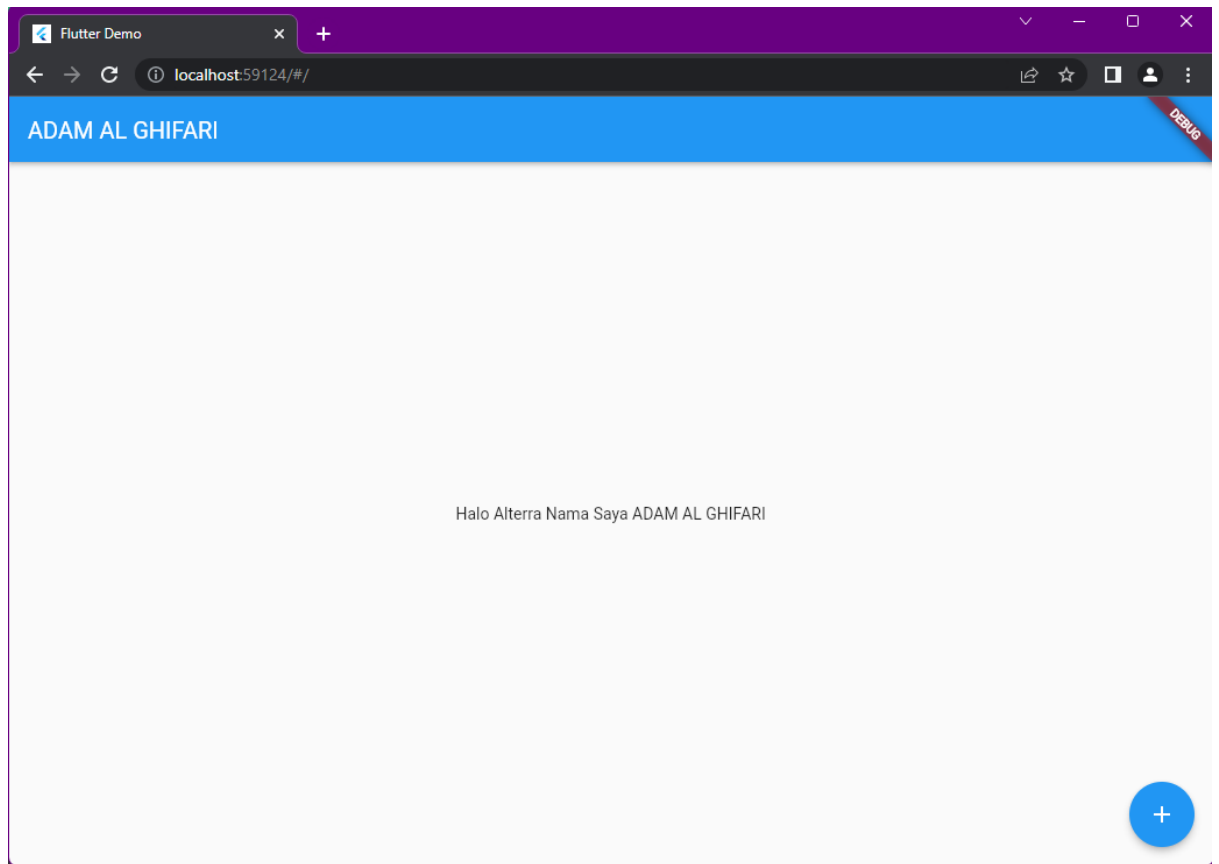 Flutter Demo
localhost:59124/#/
ADAM AL GHIFARI
DEBUG
Halo Alterra Nama Saya ADAM AL GHIFARI